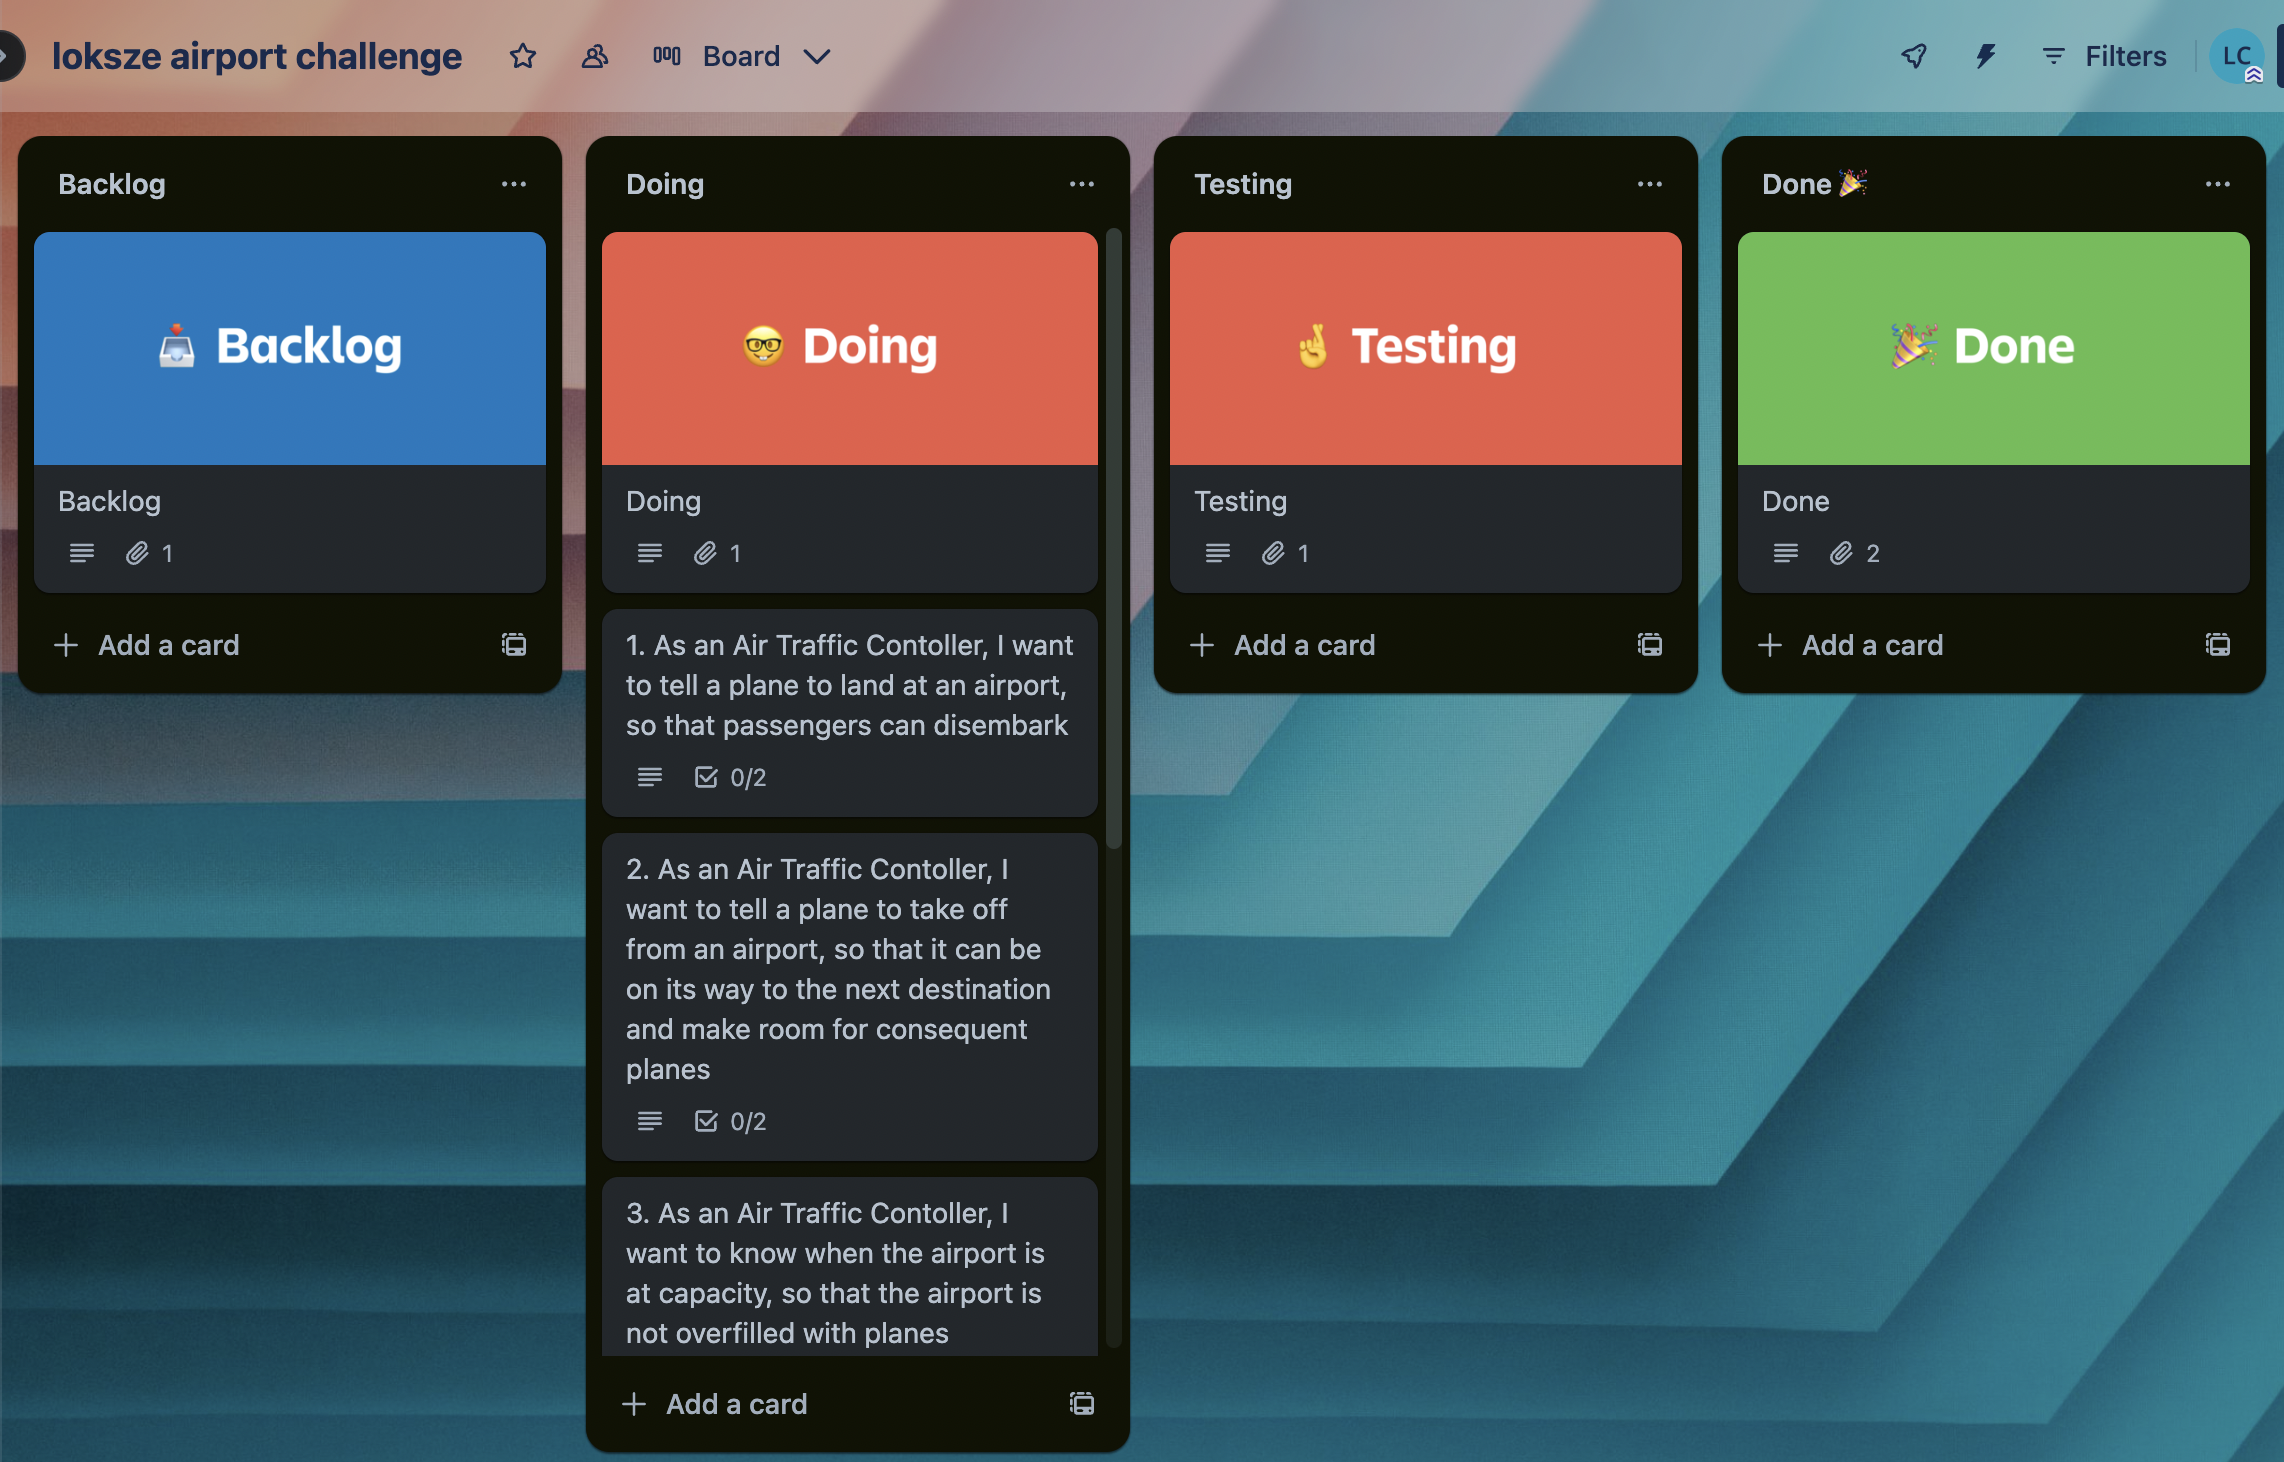 loksze airport challenge
Board
Filters
LC
Backlog
Backlog
Backlog
1
Add a card
Doing
Doing
Doing
1
1. As an Air Traffic Contoller, I want
to tell a plane to land at an airport,
so that passengers can disembark
0/2
2. As an Air Traffic Contoller, I
want to tell a plane to take off
from an airport, so that it can be
on its way to the next destination
and make room for consequent
planes
0/2
3. As an Air Traffic Contoller, I
want to know when the airport is
at capacity, so that the airport is
not overfilled with planes
Add a card
Testing
Testing
Testing
1
Add a card
Done
Done
Done
2
Add a card